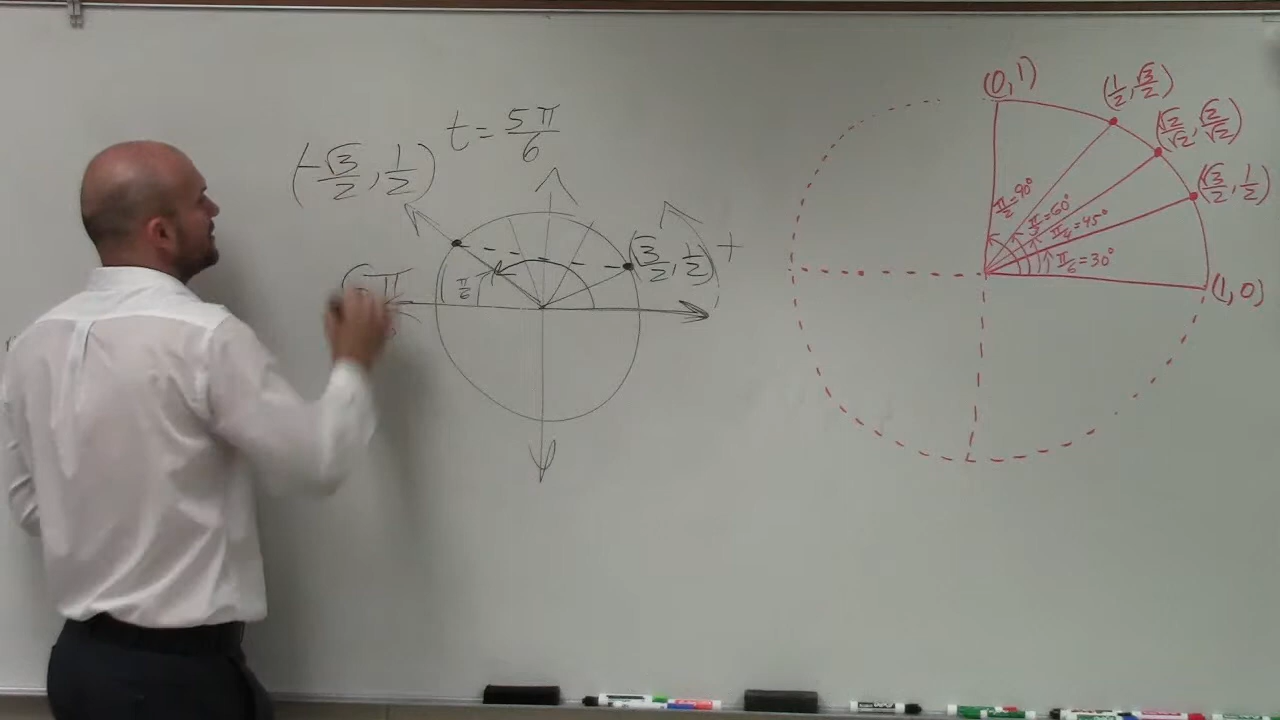 t = 5π/6
(-√3/2, 1/2)
(√3/2, 1/2) +
π/6
π
(0, 1)
(1/2, √3/2)
(√2/√2, √2/√2)
(√3/2, 1/2)
(1, 0)
π/2 = 90°
π/3 = 60°
π/4 = 45°
π/6 = 30°